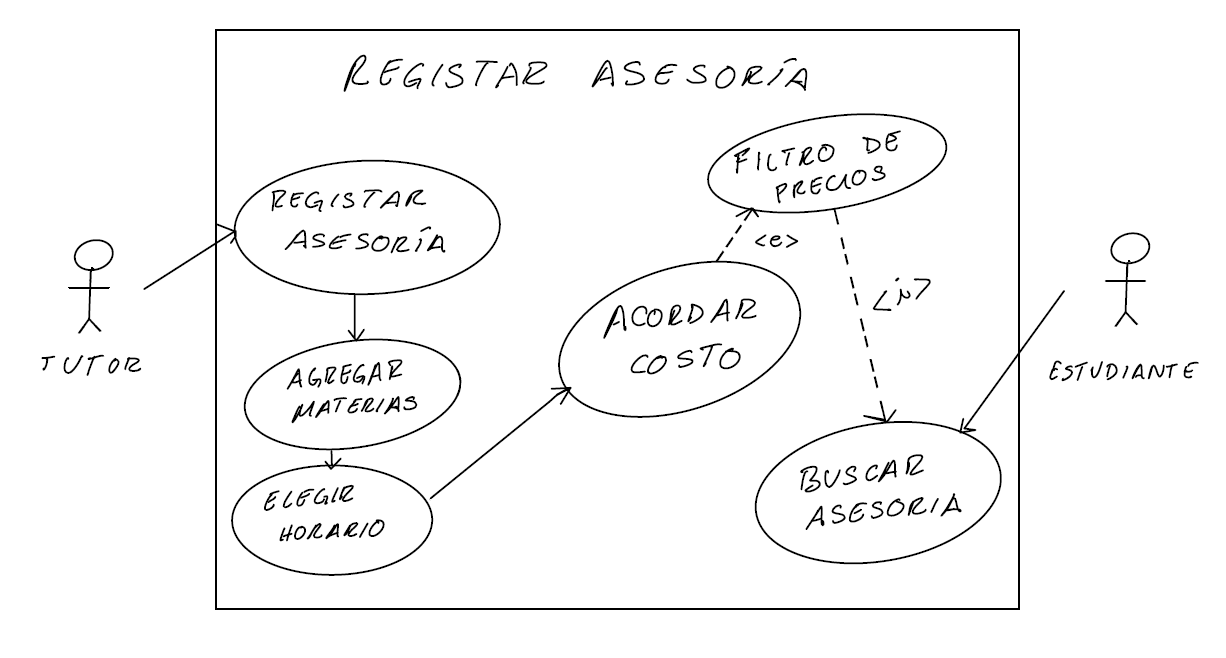 REGISTAR ASESORÍA
FILTRO DE
PRECIOS
REGISTAR
ASESORÍA
<e>
<i>
ACORDAR
COSTO
TUTOR
ESTUDIANTE
AGREGAR
MATERIAS
BUSCAR
ASESORIA
ELEGIR
HORARIO